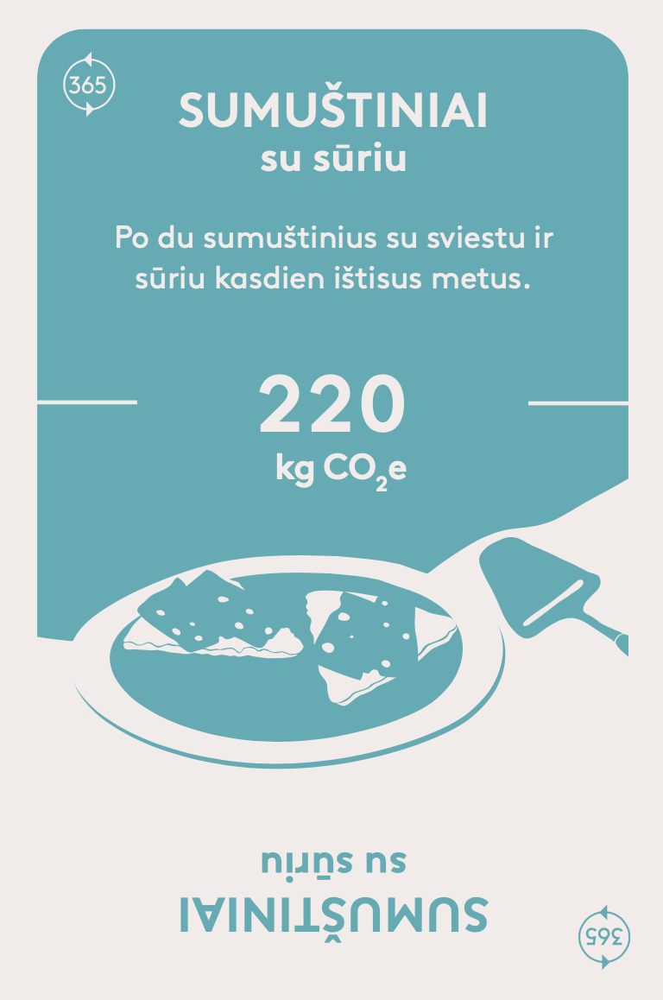 365
SUMUŠTINIAI
su sūriu
Po du sumuštinius su sviestu ir
sūriu kasdien ištisus metus.
220
kg CO₂e
su sūriu
SUMUŠTINIAI
365